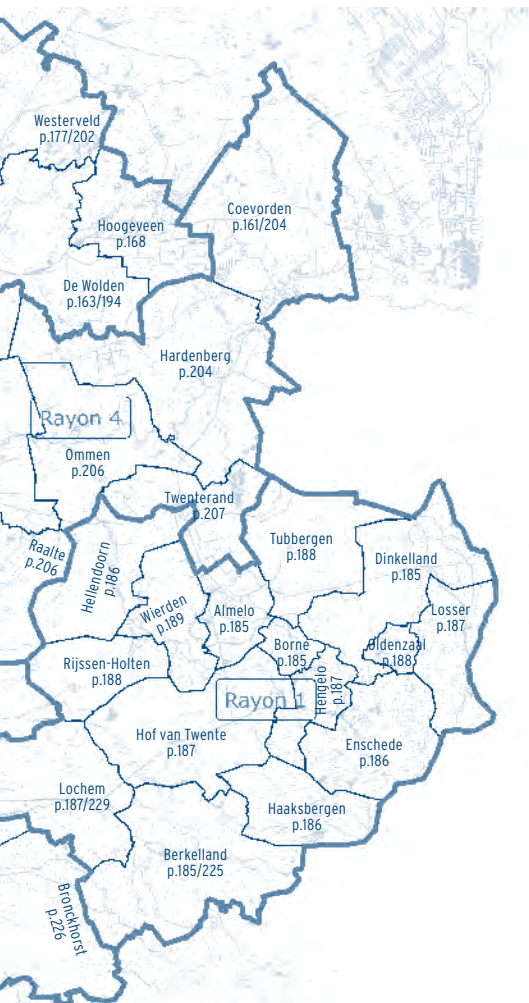 Westerveld
p.177/202
Coevorden
p.161/204
Hoogeveen
p.168
De Wolden
p.163/194
Hardenberg
p.204
Rayon 4
Ommen
p.206
Twenterand
p.207
Raalte
p.206
Hellendoorn
p.186
Tubbergen
p.188
Dinkelland
p.185
Wierden
p.189
Almelo
p.185
Losser
p.187
Borne
p.185
Oldenzaal
p.188
Rijssen-Holten
p.188
Hengelo
p.187
Rayon 1
Hof van Twente
p.187
Enschede
p.186
Lochem
p.187/229
Haaksbergen
p.186
Berkelland
p.185/225
Bronckhorst
p.226